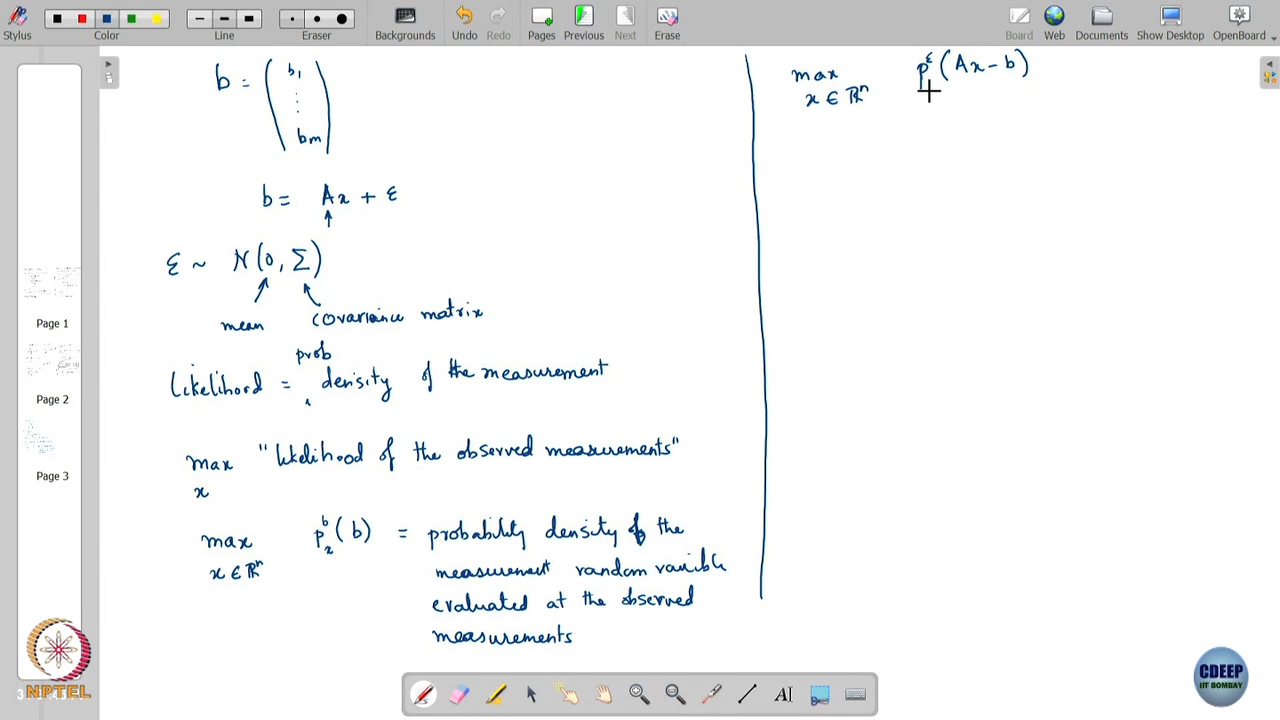 Stylus
Color
Line
Eraser
Backgrounds
Undo
Redo
Pages
Previous
Next
Erase
Board
Web
Documents
Show Desktop
OpenBoard
Page 1
Page 2
Page 3
b = ( b1
⋮
bm )
b = Ax + ε
ε ~ N(0, Σ)
mean covariance matrix
prob
Likelihood = density of the measurement
max "likelihood of the observed measurements"
x
max p_x^b (b) = probability density of the
x ∈ ℝⁿ measurement random varible
evaluated at the observed
measurements
max p^ε (Ax - b)
x ∈ ℝⁿ
NPTEL
CDEEP
IIT BOMBAY